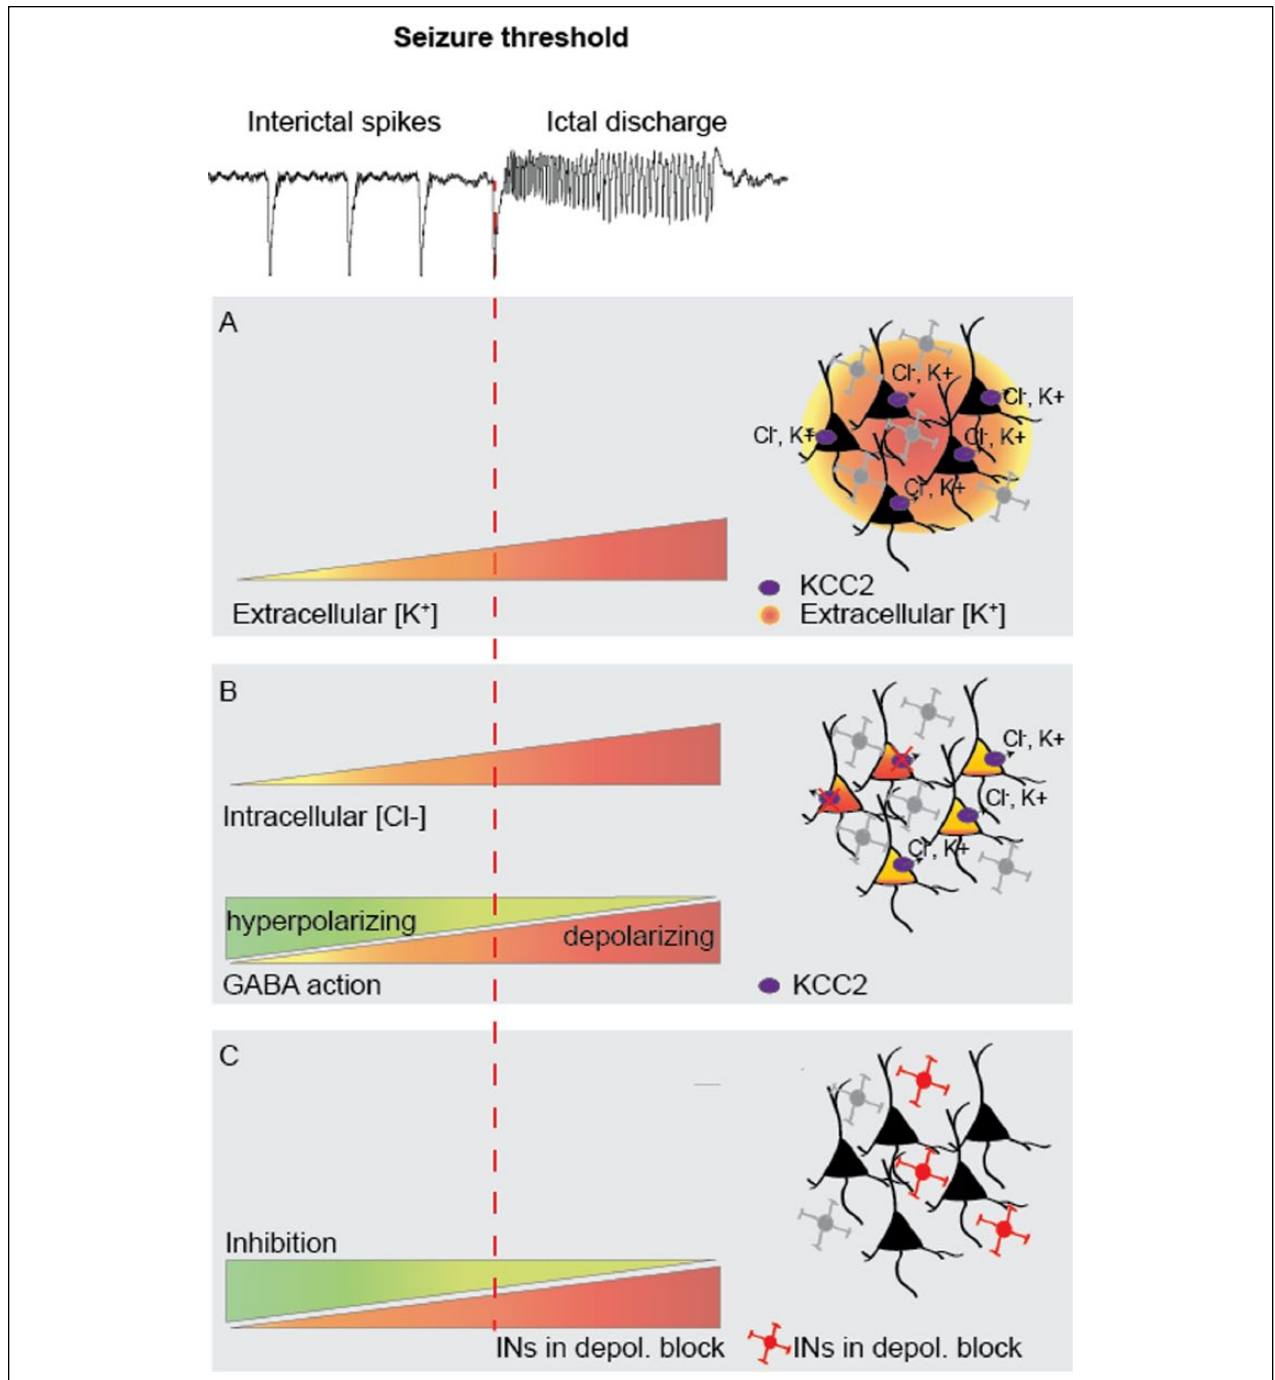 Seizure threshold
Interictal spikes
Ictal discharge
A
Cl-, K+
Cl-, K+
Cl-, K+
Cl-, K+
Cl-, K+
KCC2
Extracellular [K⁺]
Extracellular [K⁺]
B
Cl-, K+
Cl-, K+
Cl-, K+
Intracellular [Cl-]
hyperpolarizing
depolarizing
GABA action
KCC2
C
Inhibition
INs in depol. block
INs in depol. block